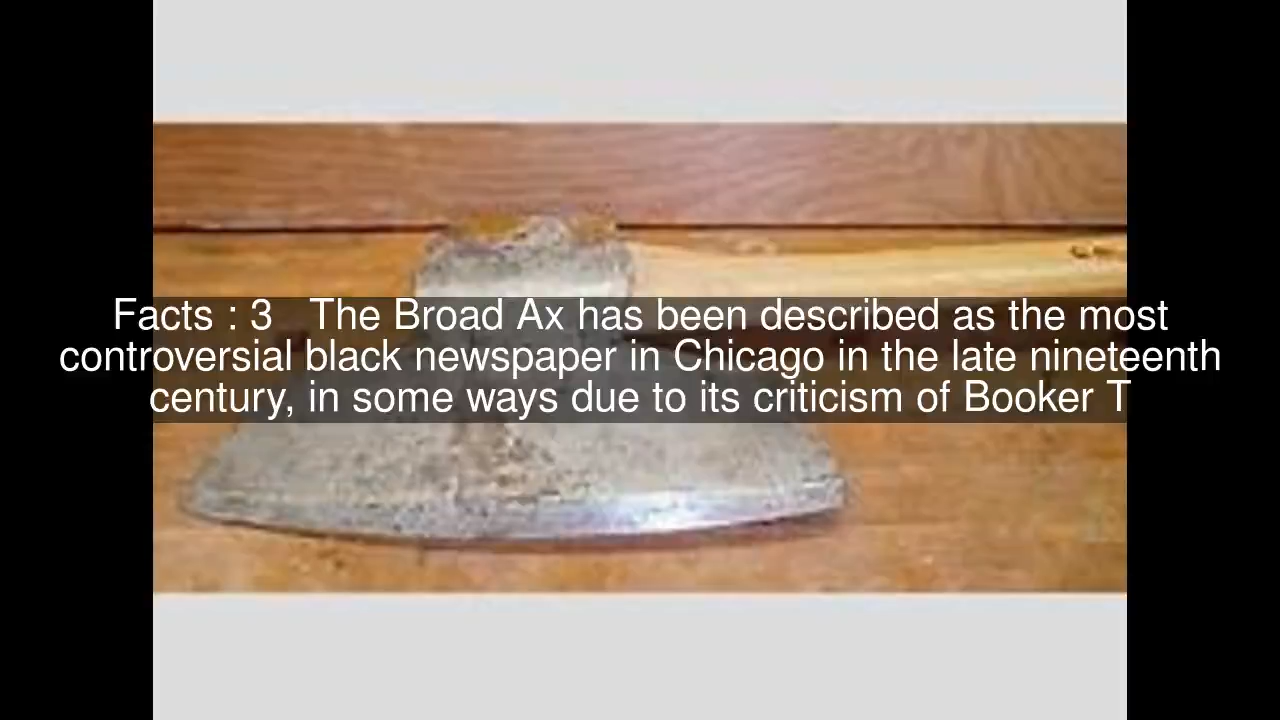 Facts : 3 The Broad Ax has been described as the most
controversial black newspaper in Chicago in the late nineteenth
century, in some ways due to its criticism of Booker T